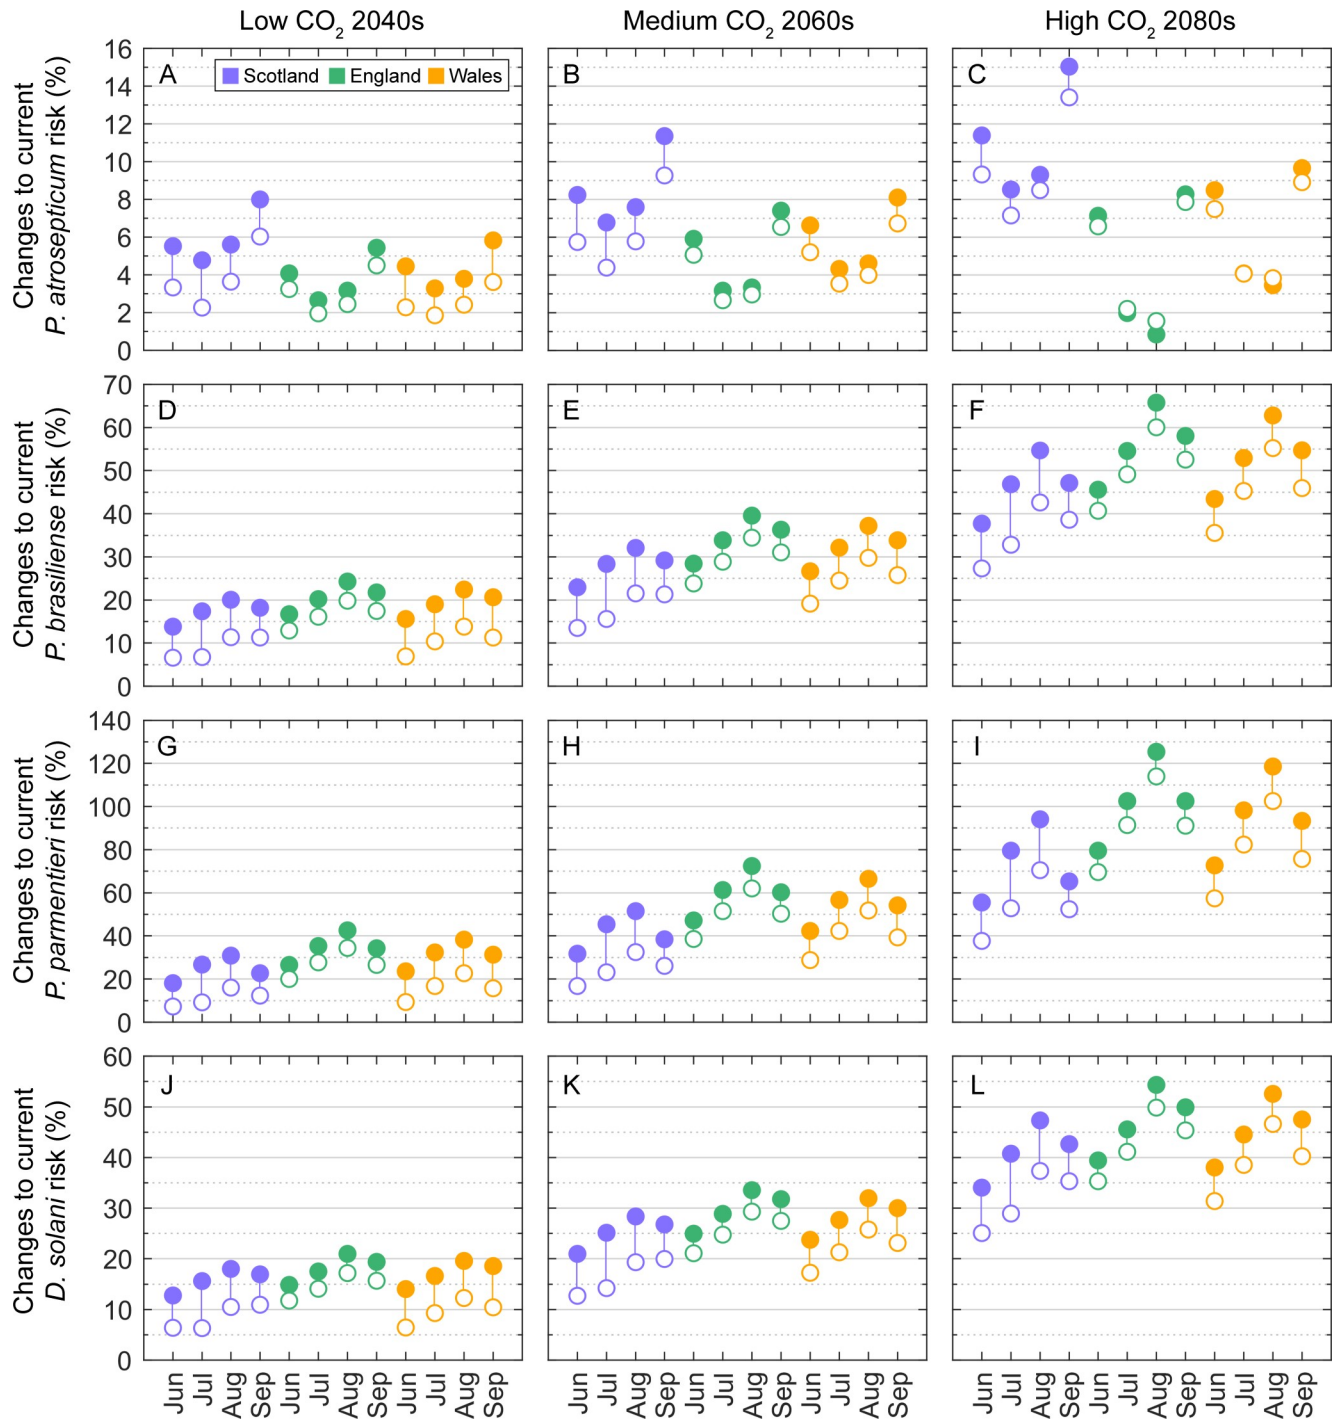 Low CO2 2040s
Medium CO2 2060s
High CO2 2080s
Changes to current
P. atrosepticum risk (%)
16
14
12
10
8
6
4
2
0
A
Scotland England Wales
B
C
Changes to current
P. brasiliense risk (%)
70
60
50
40
30
20
10
0
D
E
F
Changes to current
P. parmentieri risk (%)
140
120
100
80
60
40
20
0
G
H
I
Changes to current
D. solani risk (%)
60
50
40
30
20
10
0
J
K
L
Jun Jul Aug Sep Jun Jul Aug Sep Jun Jul Aug Sep
Jun Jul Aug Sep Jun Jul Aug Sep Jun Jul Aug Sep
Jun Jul Aug Sep Jun Jul Aug Sep Jun Jul Aug Sep